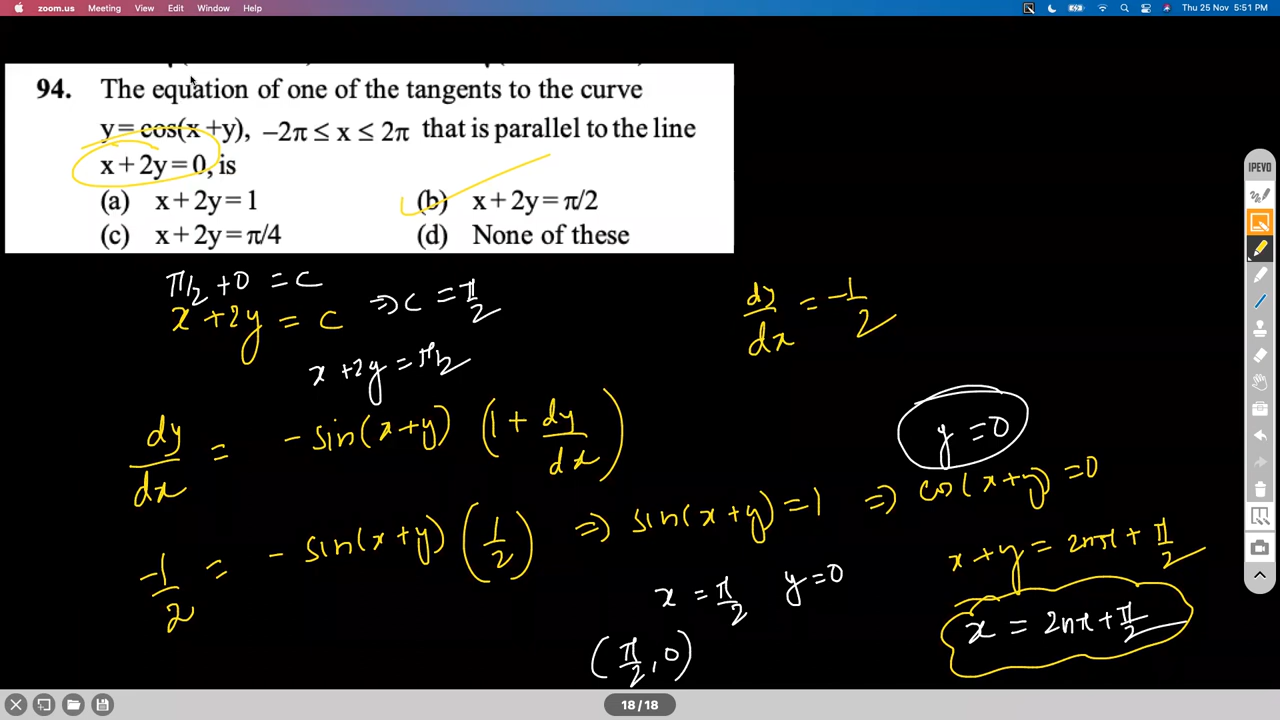 zoom.us Meeting View Edit Window Help Thu 25 Nov 5:51 PM
94. The equation of one of the tangents to the curve
y=cos(x+y), −2π ≤ x ≤ 2π that is parallel to the line
x+2y=0, is
(a) x+2y=1 (b) x+2y=π/2
(c) x+2y=π/4 (d) None of these
π/2 + 0 = c
x + 2y = c ⇒ c = π/2
x + 2y = π/2
dy/dx = -1/2
dy/dx = - sin(x+y) (1 + dy/dx)
y = 0
-1/2 = - sin(x+y) (1/2) ⇒ sin(x+y) = 1 ⇒ cos(x+y) = 0
x+y = 2nπ + π/2
x = π/2 y = 0
x = 2nπ + π/2
(π/2, 0)
IPEVO
18/18